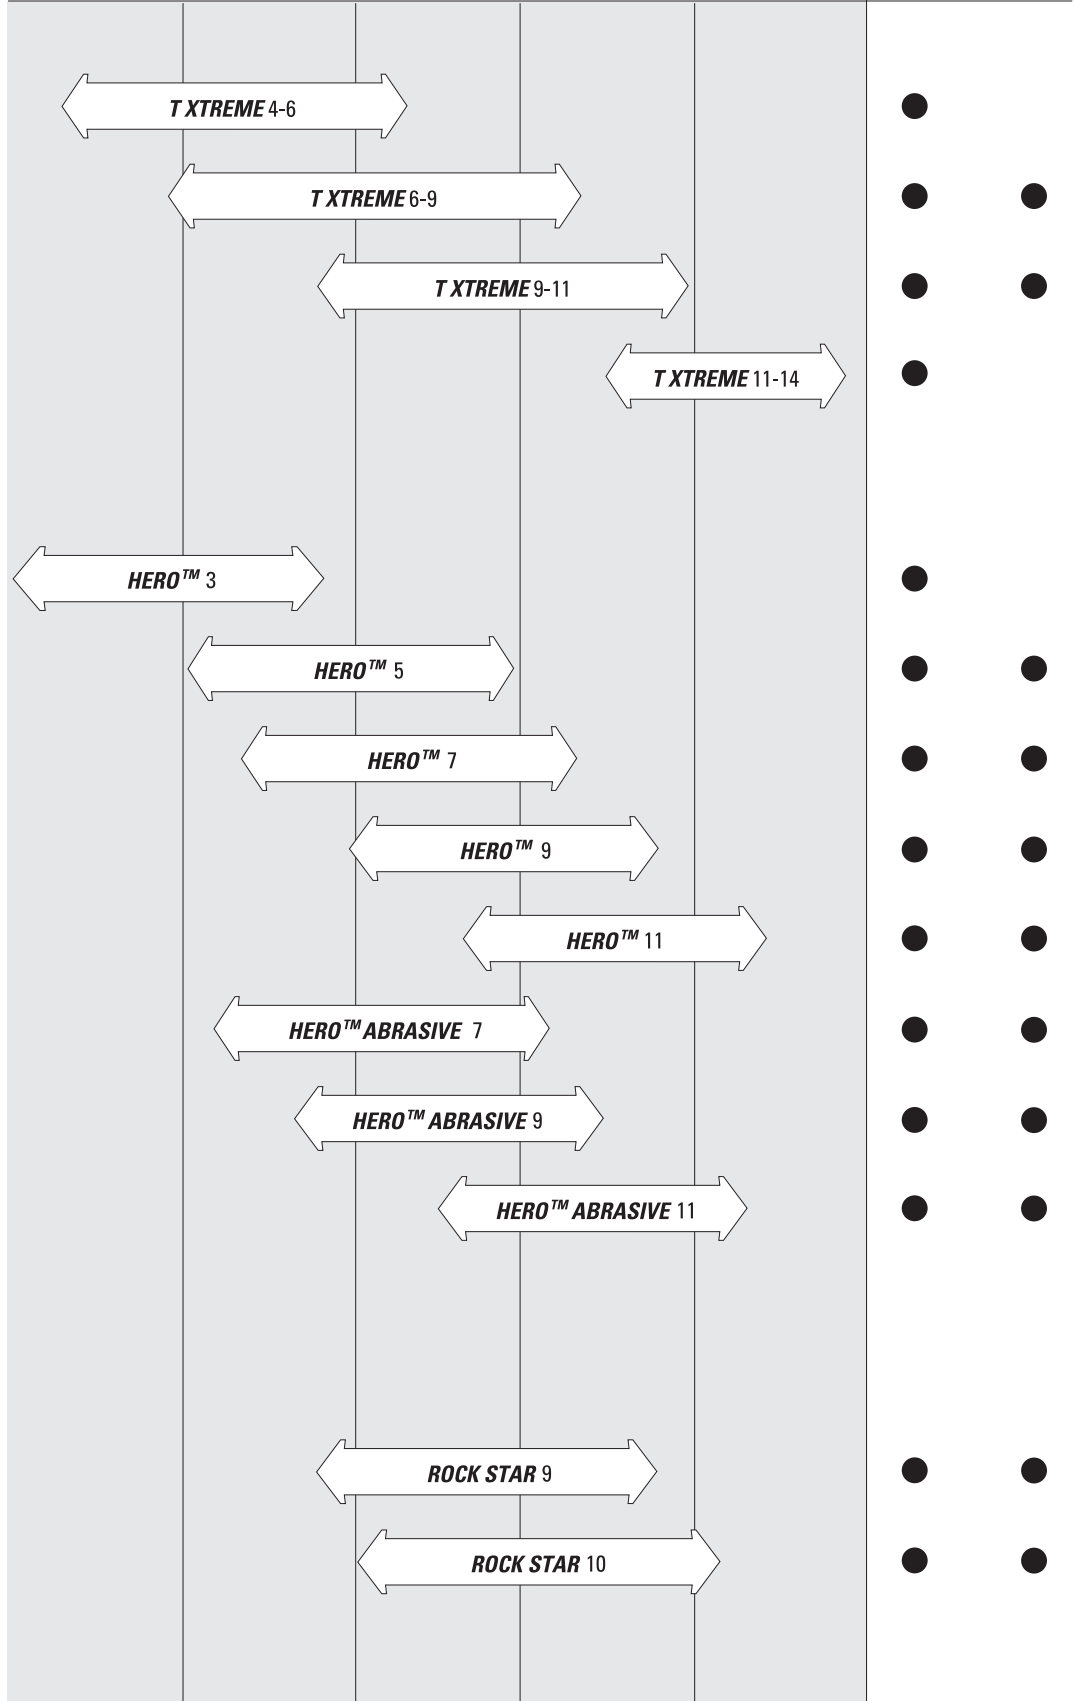 T XTREME 4-6
T XTREME 6-9
T XTREME 9-11
T XTREME 11-14
HERO™ 3
HERO™ 5
HERO™ 7
HERO™ 9
HERO™ 11
HERO™ ABRASIVE 7
HERO™ ABRASIVE 9
HERO™ ABRASIVE 11
ROCK STAR 9
ROCK STAR 10